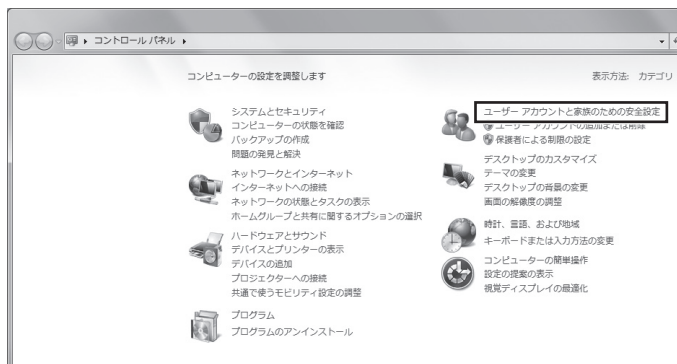 コントロール パネル
コンピューターの設定を調整します
表示方法: カテゴリ
システムとセキュリティ
コンピューターの状態を確認
バックアップの作成
問題の発見と解決
ネットワークとインターネット
インターネットへの接続
ネットワークの状態とタスクの表示
ホームグループと共有に関するオプションの選択
ハードウェアとサウンド
デバイスとプリンターの表示
デバイスの追加
プロジェクターへの接続
共通で使うモビリティ設定の調整
プログラム
プログラムのアンインストール
ユーザー アカウントと家族のための安全設定
ユーザー アカウントの追加または削除
保護者による制限の設定
デスクトップのカスタマイズ
テーマの変更
デスクトップの背景の変更
画面の解像度の調整
時計、言語、および地域
キーボードまたは入力方法の変更
コンピューターの簡単操作
設定の提案の表示
視覚ディスプレイの最適化